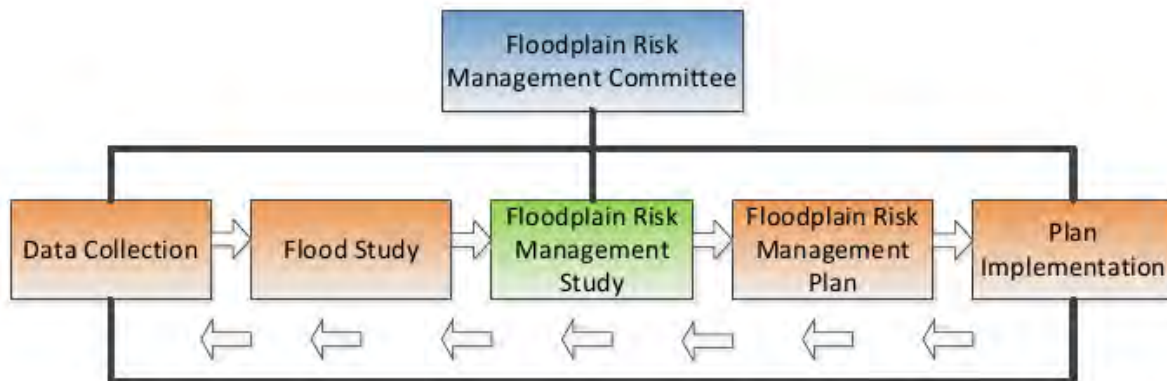 Floodplain Risk
Management Committee
Data Collection
Flood Study
Floodplain Risk
Management
Study
Floodplain Risk
Management
Plan
Plan
Implementation